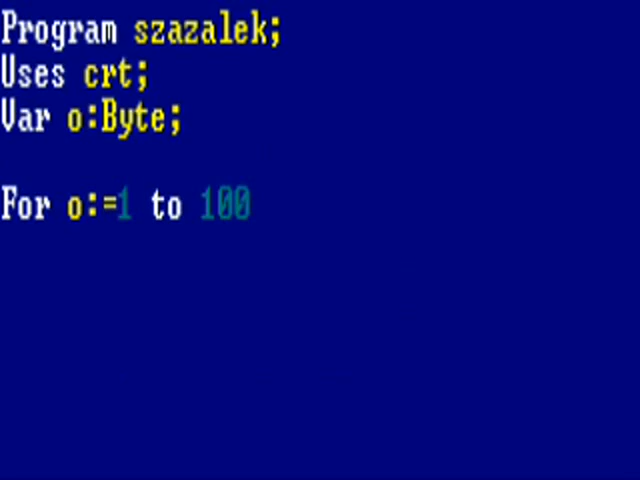 Program szazalek;
Uses crt;
Var o:Byte;
For o:=1 to 100